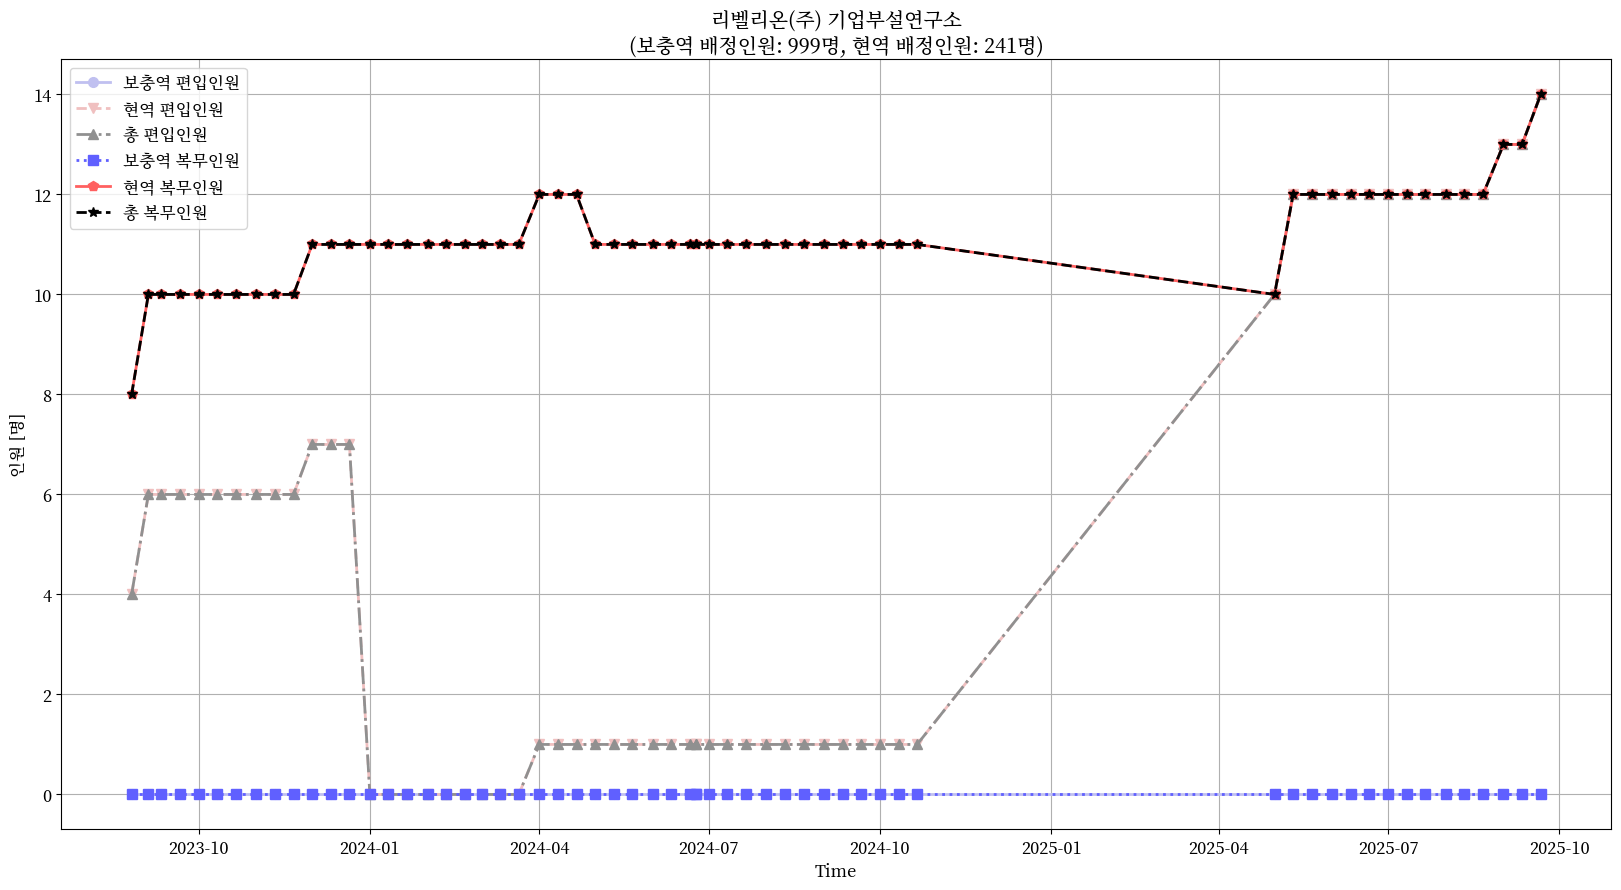 리벨리온(주) 기업부설연구소
(보충역 배정인원: 999명, 현역 배정인원: 241명)
보충역 편입인원
현역 편입인원
총 편입인원
보충역 복무인원
현역 복무인원
총 복무인원
인원 [명]
14
12
10
8
6
4
2
0
2023-10
2024-01
2024-04
2024-07
2024-10
2025-01
2025-04
2025-07
2025-10
Time